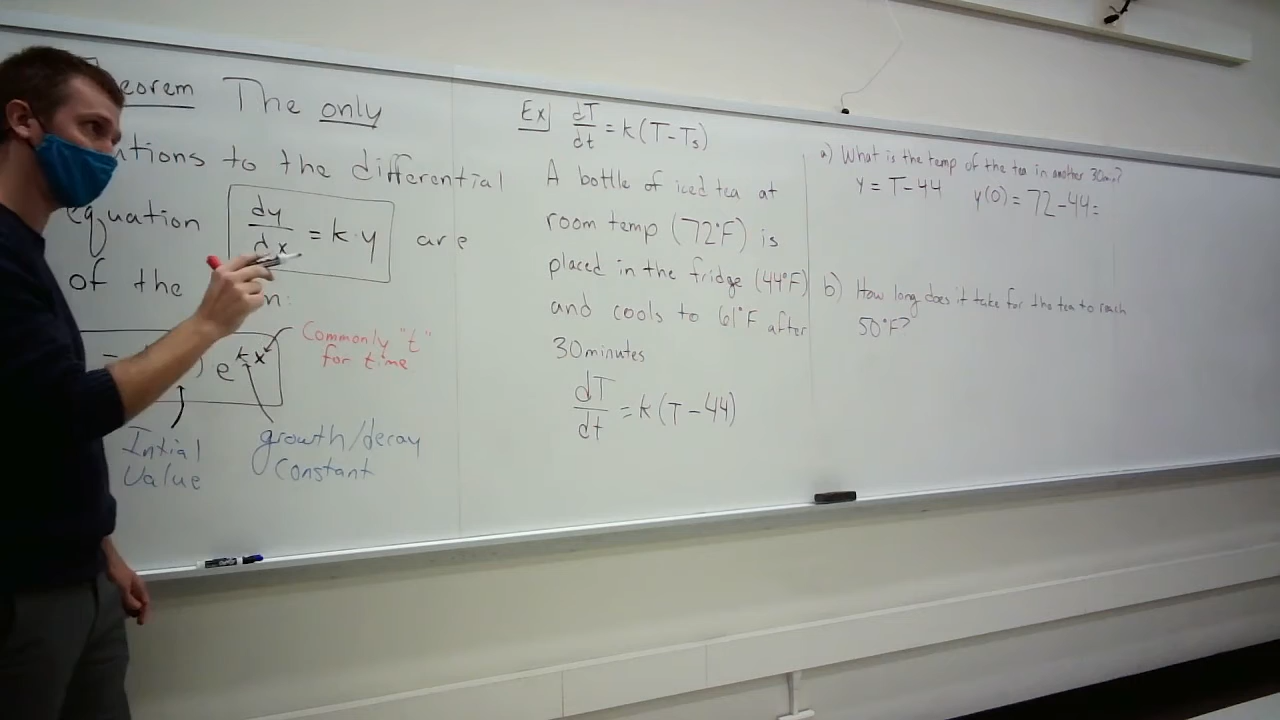 eorem The only
utions to the differential
equation dy/dx = k·y are
of the
e^kx
Commonly "t"
for time
Intial
Value
growth/decay
Constant
Ex dT/dt = k(T-Ts)
A bottle of iced tea at
room temp (72°F) is
placed in the fridge (44°F)
and cools to 61°F after
30 minutes
dT/dt = k(T-44)
a) What is the temp of the tea in another 30min?
y = T-44 y(0) = 72-44=
b) How long does it take for the tea to reach
50°F?